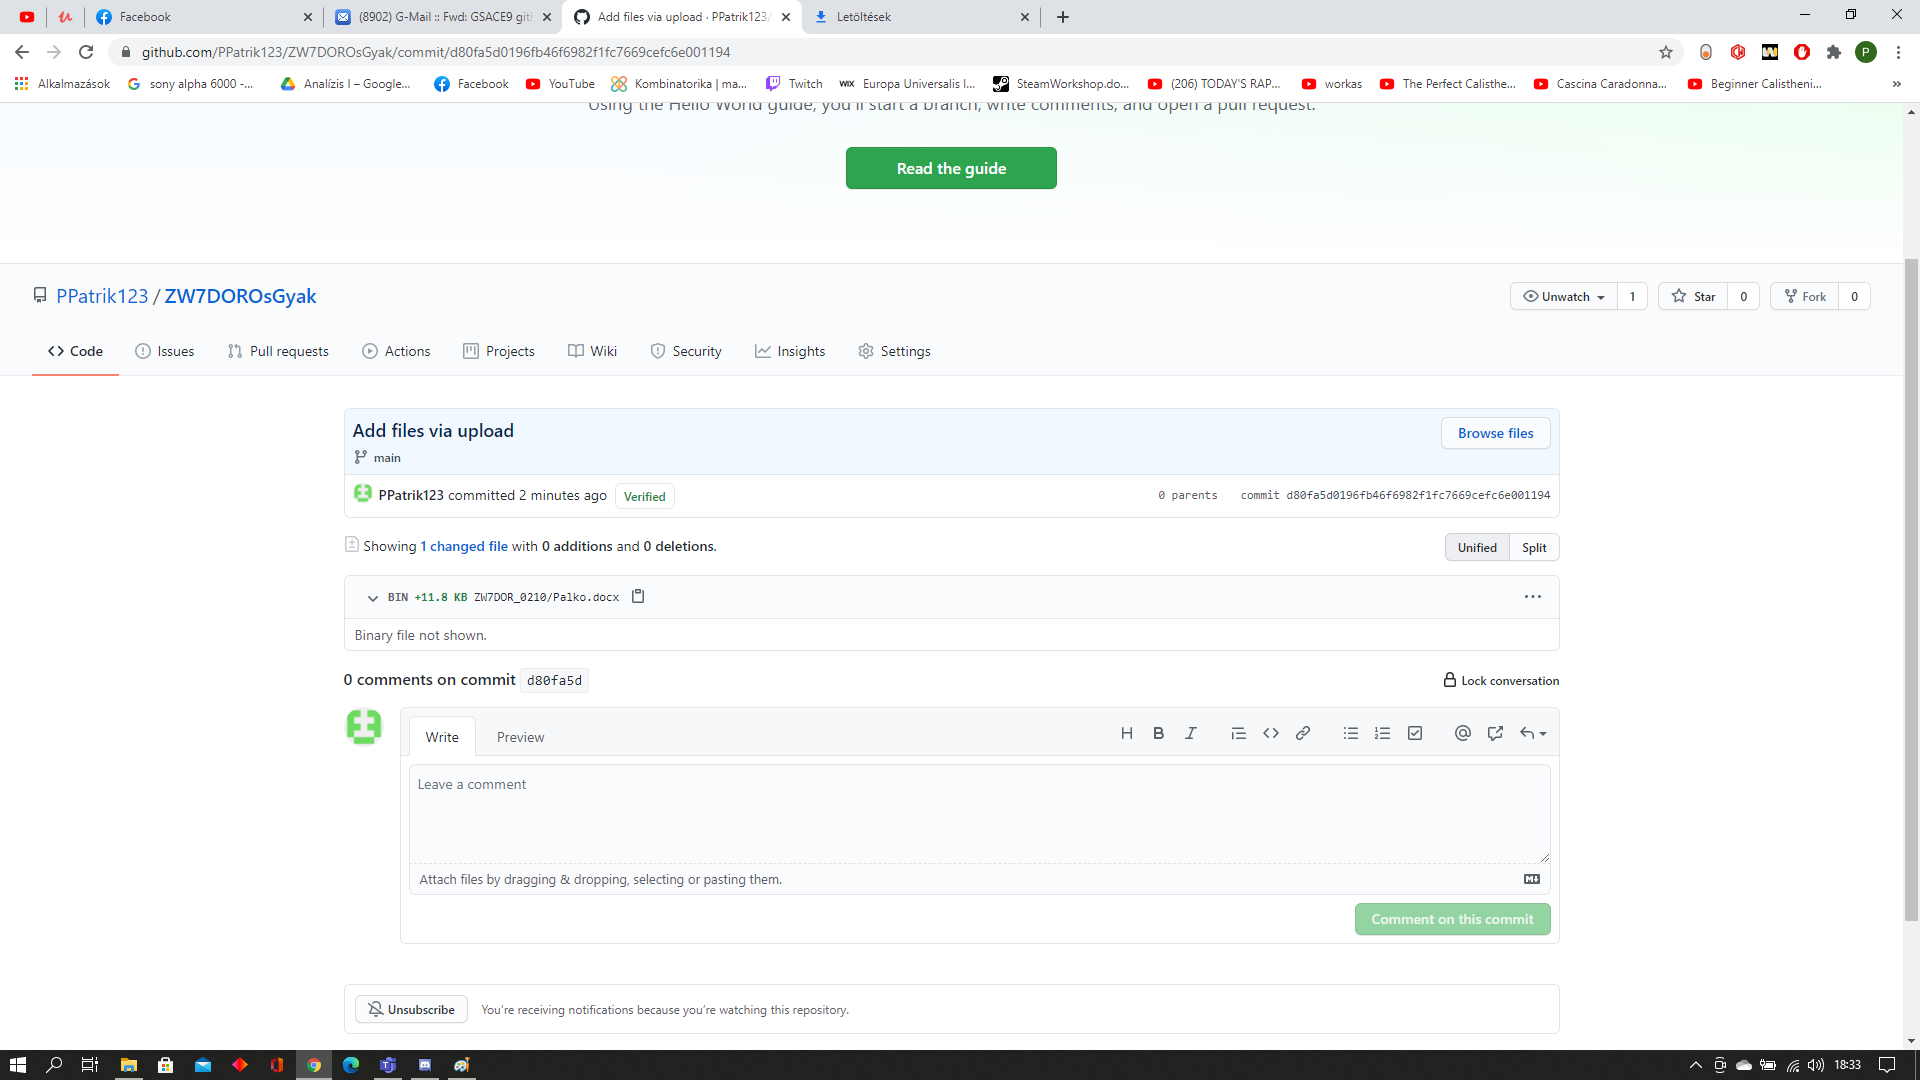 Facebook
(8902) G-Mail :: Fwd: GSACE9 git
Add files via upload · PPatrik123/
Letöltések
github.com/PPatrik123/ZW7DOROsGyak/commit/d80fa5d0196fb46f6982f1fc7669cefc6e001194
P
Alkalmazások
sony alpha 6000 -...
Analízis I – Google...
Facebook
YouTube
Kombinatorika | ma...
Twitch
WIX Europa Universalis I...
SteamWorkshop.do...
(206) TODAY'S RAP...
workas
The Perfect Calisthe...
Cascina Caradonna...
Beginner Calistheni...
»
Using the Hello World guide, you'll start a branch, write comments, and open a pull request.
Read the guide
PPatrik123 / ZW7DOROsGyak
Unwatch 1
Star 0
Fork 0
Code
Issues
Pull requests
Actions
Projects
Wiki
Security
Insights
Settings
Add files via upload
Browse files
main
PPatrik123 committed 2 minutes ago Verified
0 parents commit d80fa5d0196fb46f6982f1fc7669cefc6e001194
Showing 1 changed file with 0 additions and 0 deletions.
Unified Split
BIN +11.8 KB ZW7DOR_0210/Palko.docx
...
Binary file not shown.
0 comments on commit d80fa5d
Lock conversation
Write
Preview
Leave a comment
Attach files by dragging & dropping, selecting or pasting them.
Comment on this commit
Unsubscribe
You're receiving notifications because you're watching this repository.
18:33